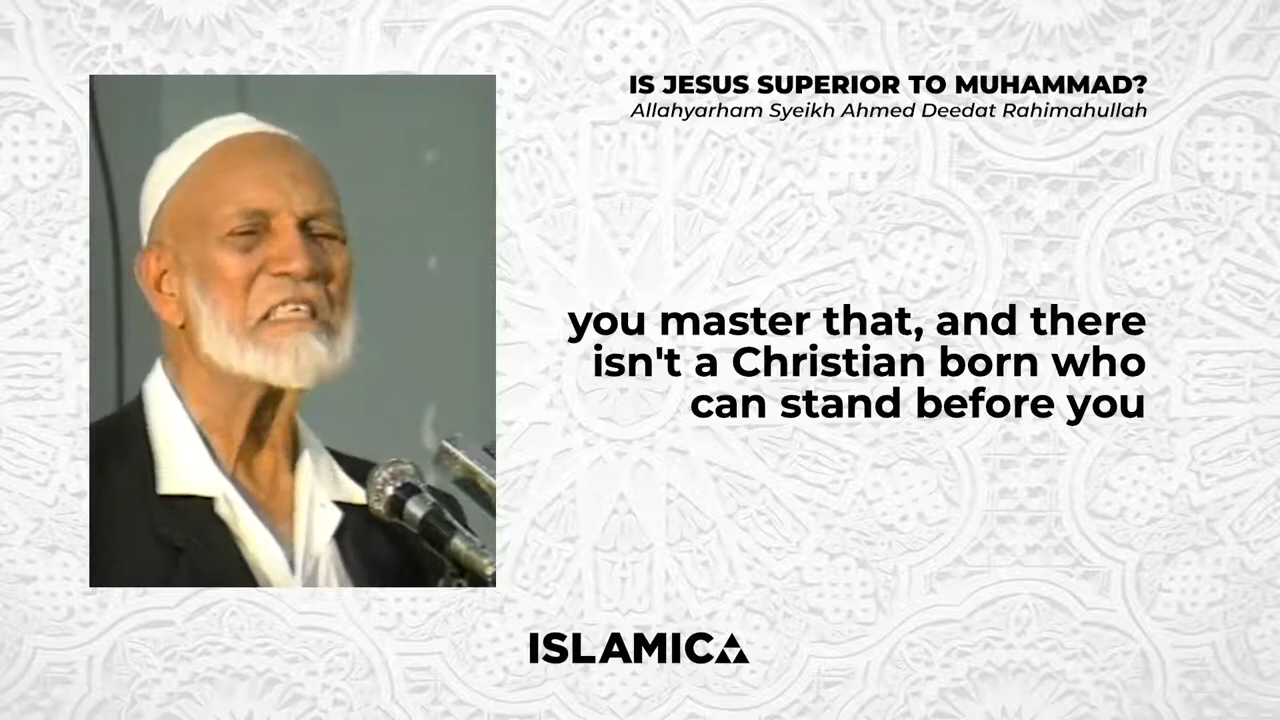 IS JESUS SUPERIOR TO MUHAMMAD?
Allahyarham Syeikh Ahmed Deedat Rahimahullah
you master that, and there
isn't a Christian born who
can stand before you
ISLAMICA